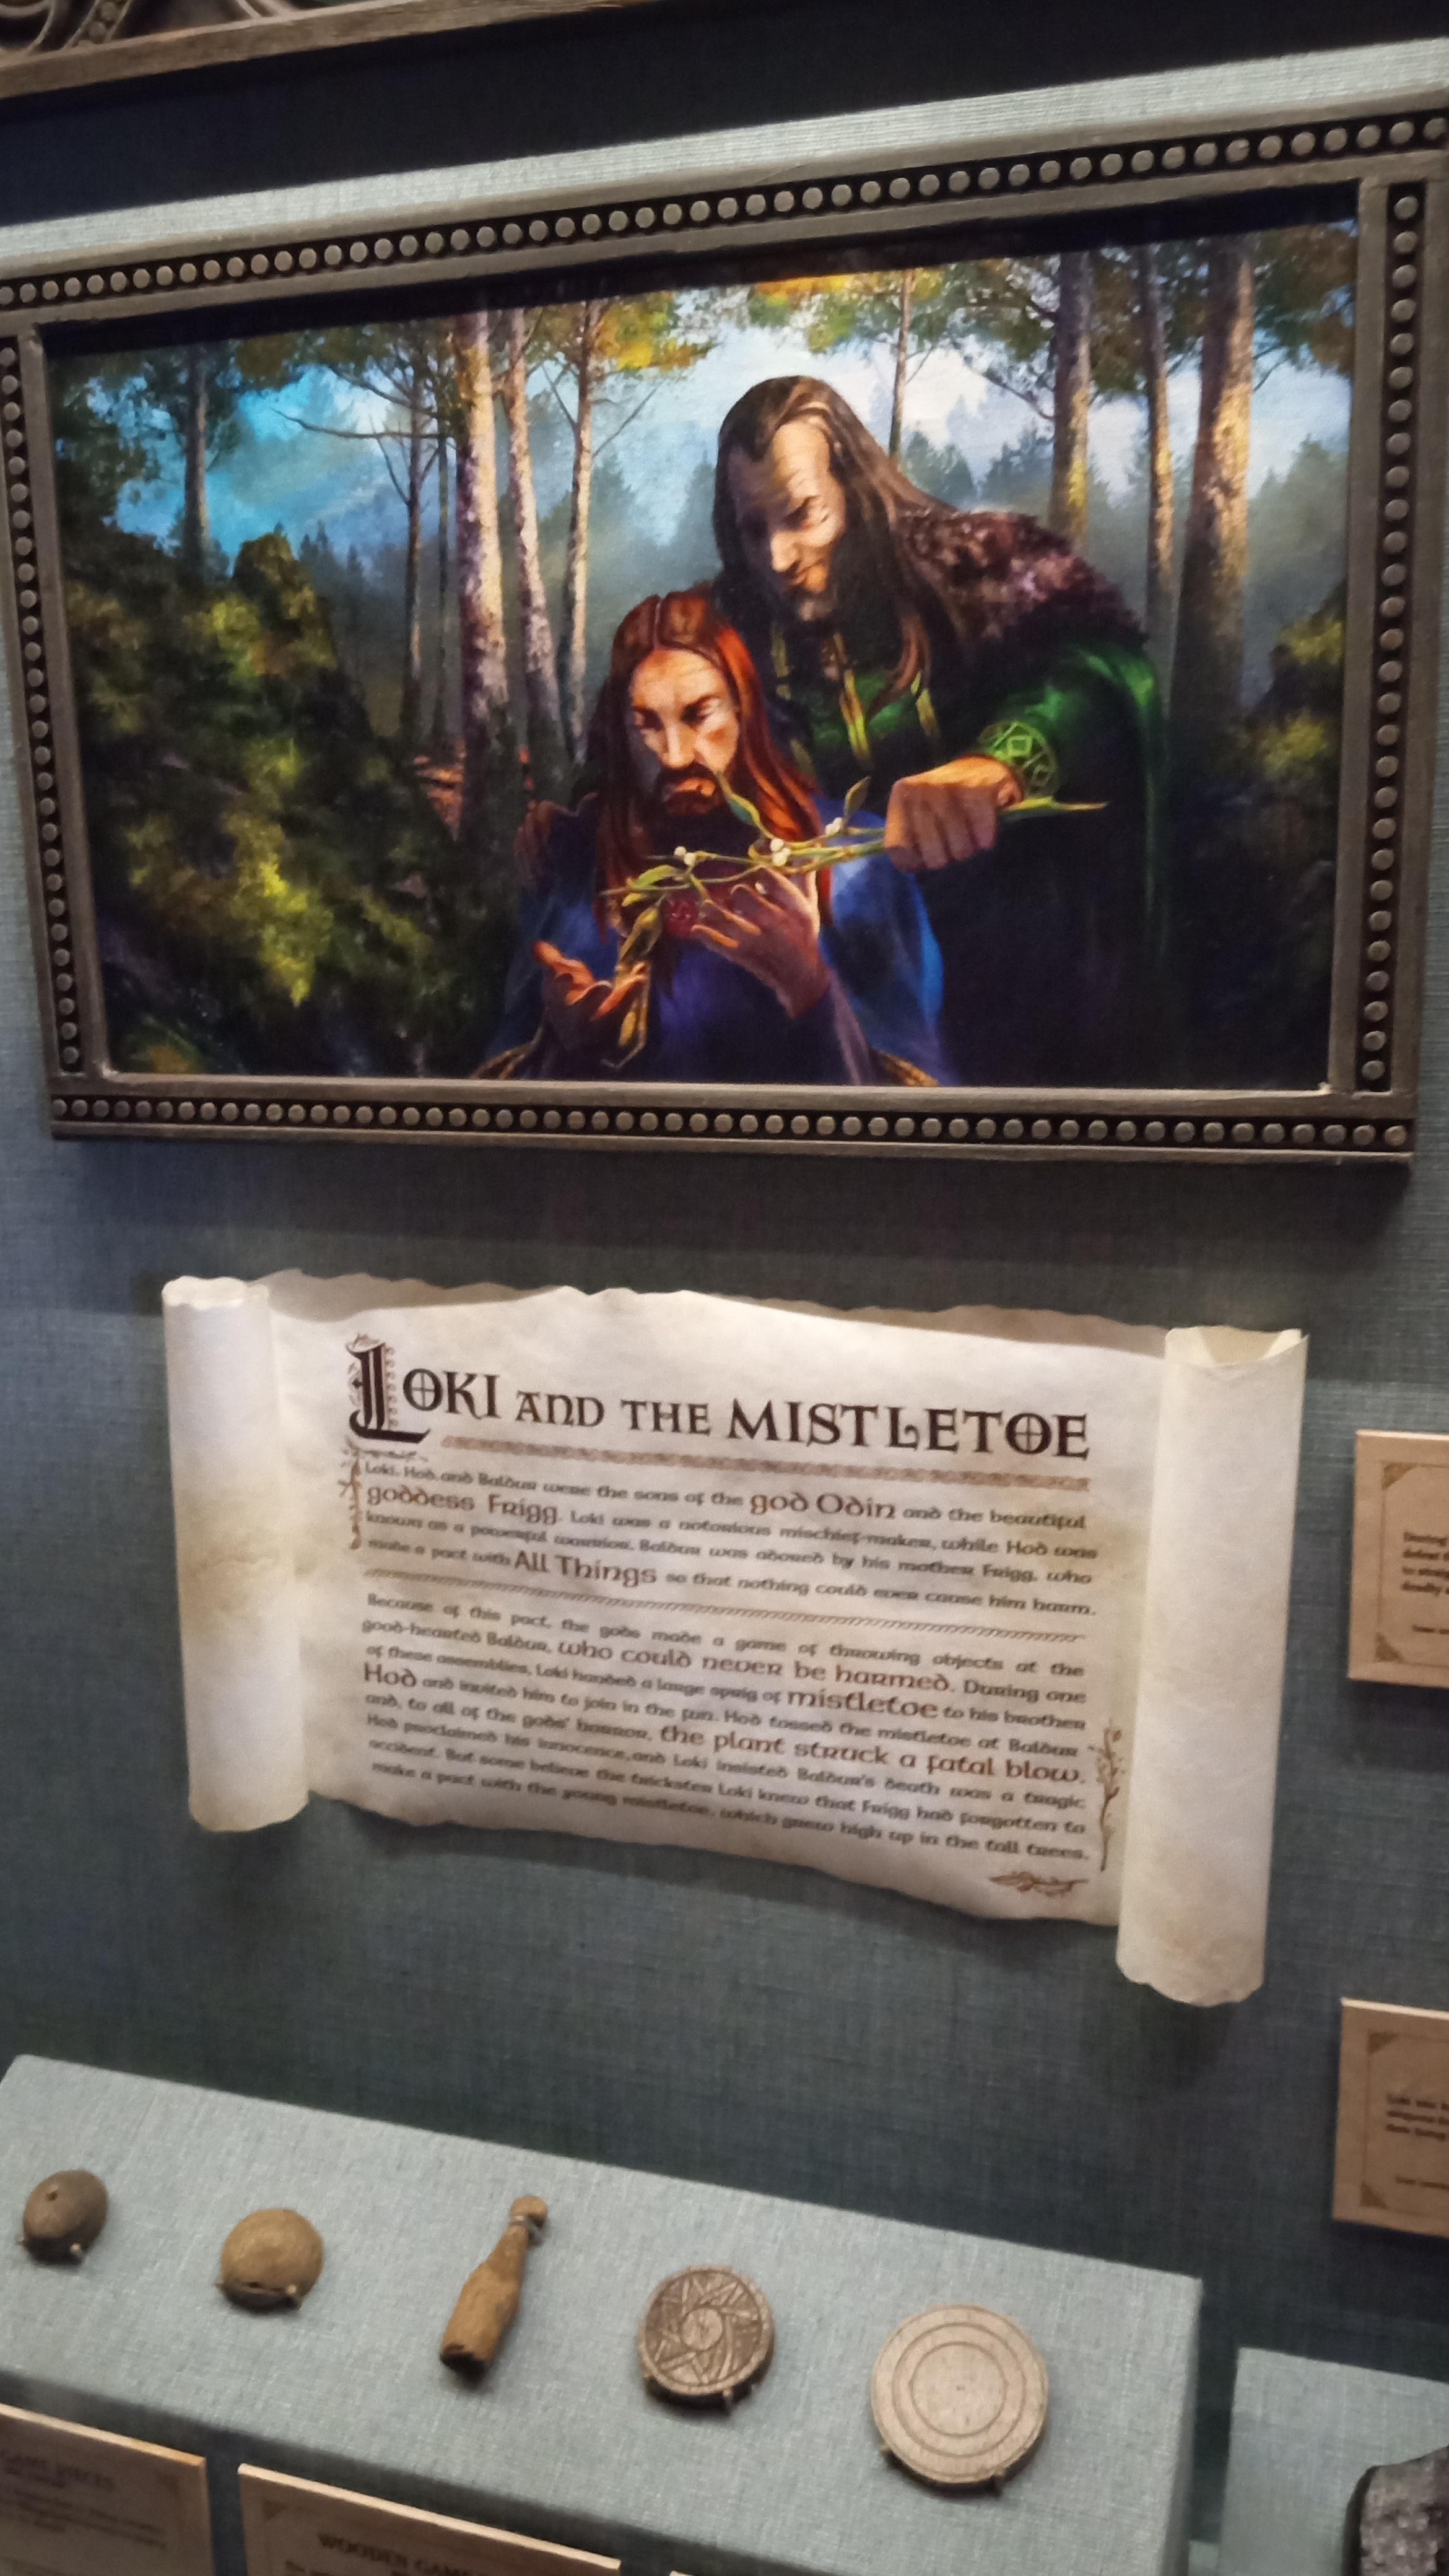 LOKI AND THE MISTLETOE
Loki, Hod and Baldur were the sons of the god Odin and the beautiful
goddess Frigg. Loki was a notorious mischief-maker, while Hod was
known as a powerful warrior. Baldur was adored by his mother Frigg, who
made a pact with All Things so that nothing could ever cause him harm.
Because of this pact, the gods made a game of throwing objects at the
good-hearted Baldur, who could never be harmed. During one
of these assemblies, Loki handed a large sprig of mistletoe to his brother
Hod and invited him to join in the fun. Hod tossed the mistletoe at Baldur
and, to all of the gods' horror, the plant struck a fatal blow.
Hod proclaimed his innocence, and Loki insisted Baldur's death was a tragic
accident. But some believe the trickster Loki knew that Frigg had forgotten to
make a pact with the young mistletoe, which grew high up in the tall trees.
During
GAME PIECES
WOODEN GAME